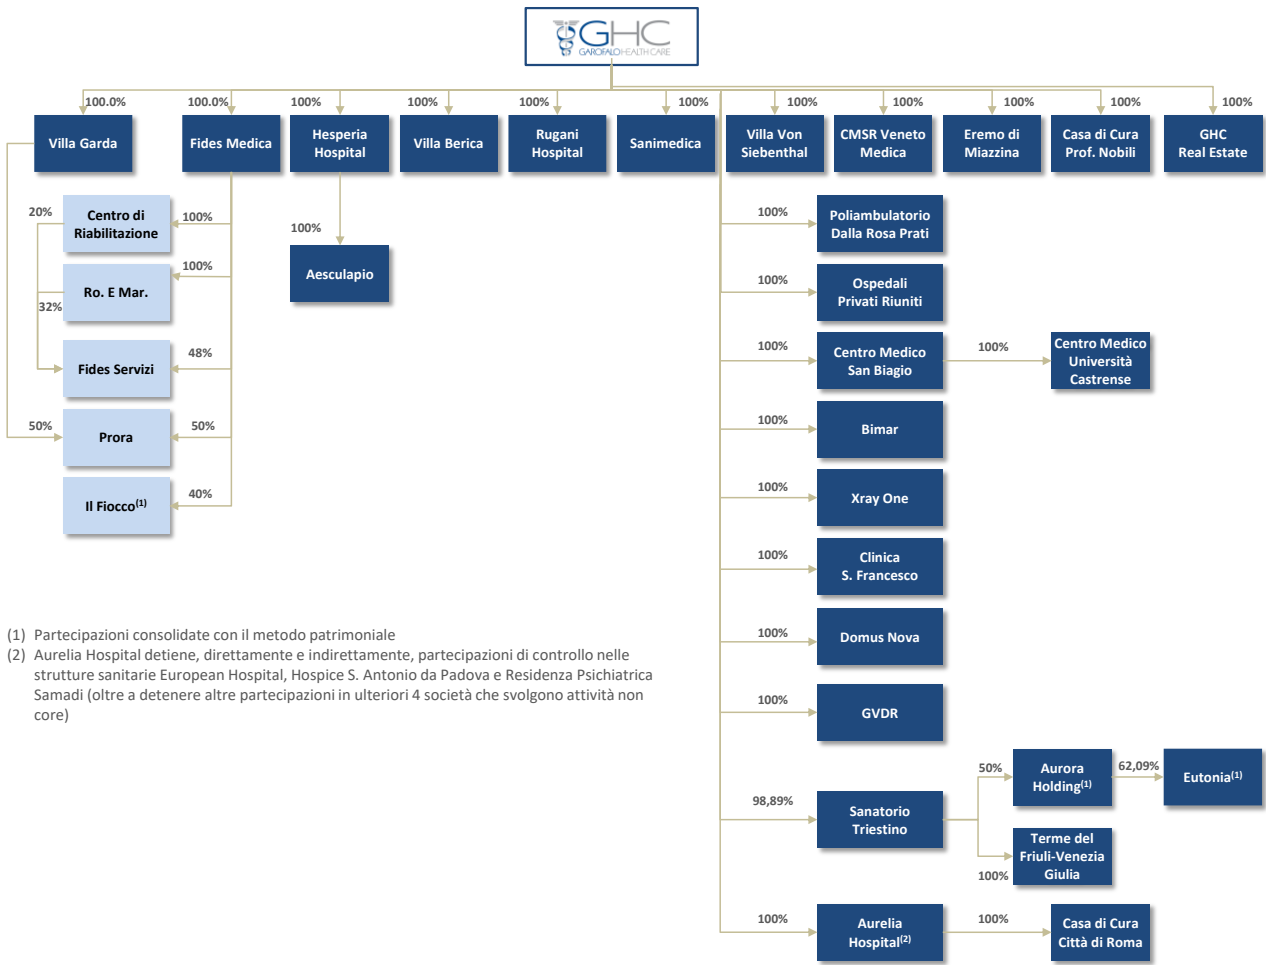 GHC
GAROFALO HEALTH CARE
100.0%
100.0%
100%
100%
100%
100%
100%
100%
100%
100%
100%
Villa Garda
Fides Medica
Hesperia
Hospital
Villa Berica
Rugani
Hospital
Sanimedica
Villa Von
Siebenthal
CMSR Veneto
Medica
Eremo di
Miazzina
Casa di Cura
Prof. Nobili
GHC
Real Estate
20%
Centro di
Riabilitazione
100%
100%
Poliambulatorio
Dalla Rosa Prati
100%
Aesculapio
Ro. E Mar.
100%
32%
100%
Ospedali
Privati Riuniti
Fides Servizi
48%
100%
Centro Medico
San Biagio
100%
Centro Medico
Università
Castrense
50%
Prora
50%
100%
Bimar
Il Fiocco(1)
40%
100%
Xray One
100%
Clinica
S. Francesco
100%
Domus Nova
100%
GVDR
(1) Partecipazioni consolidate con il metodo patrimoniale
(2) Aurelia Hospital detiene, direttamente e indirettamente, partecipazioni di controllo nelle
strutture sanitarie European Hospital, Hospice S. Antonio da Padova e Residenza Psichiatrica
Samadi (oltre a detenere altre partecipazioni in ulteriori 4 società che svolgono attività non
core)
98,89%
Sanatorio
Triestino
50%
Aurora
Holding(1)
62,09%
Eutonia(1)
100%
Terme del
Friuli-Venezia
Giulia
100%
Aurelia
Hospital(2)
100%
Casa di Cura
Città di Roma